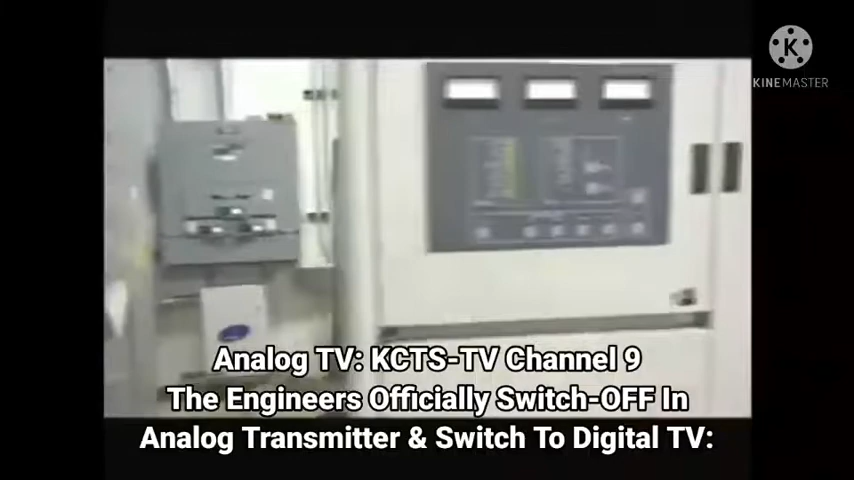 K
KINEMASTER
Analog TV: KCTS-TV Channel 9
The Engineers Officially Switch-OFF In
Analog Transmitter & Switch To Digital TV: